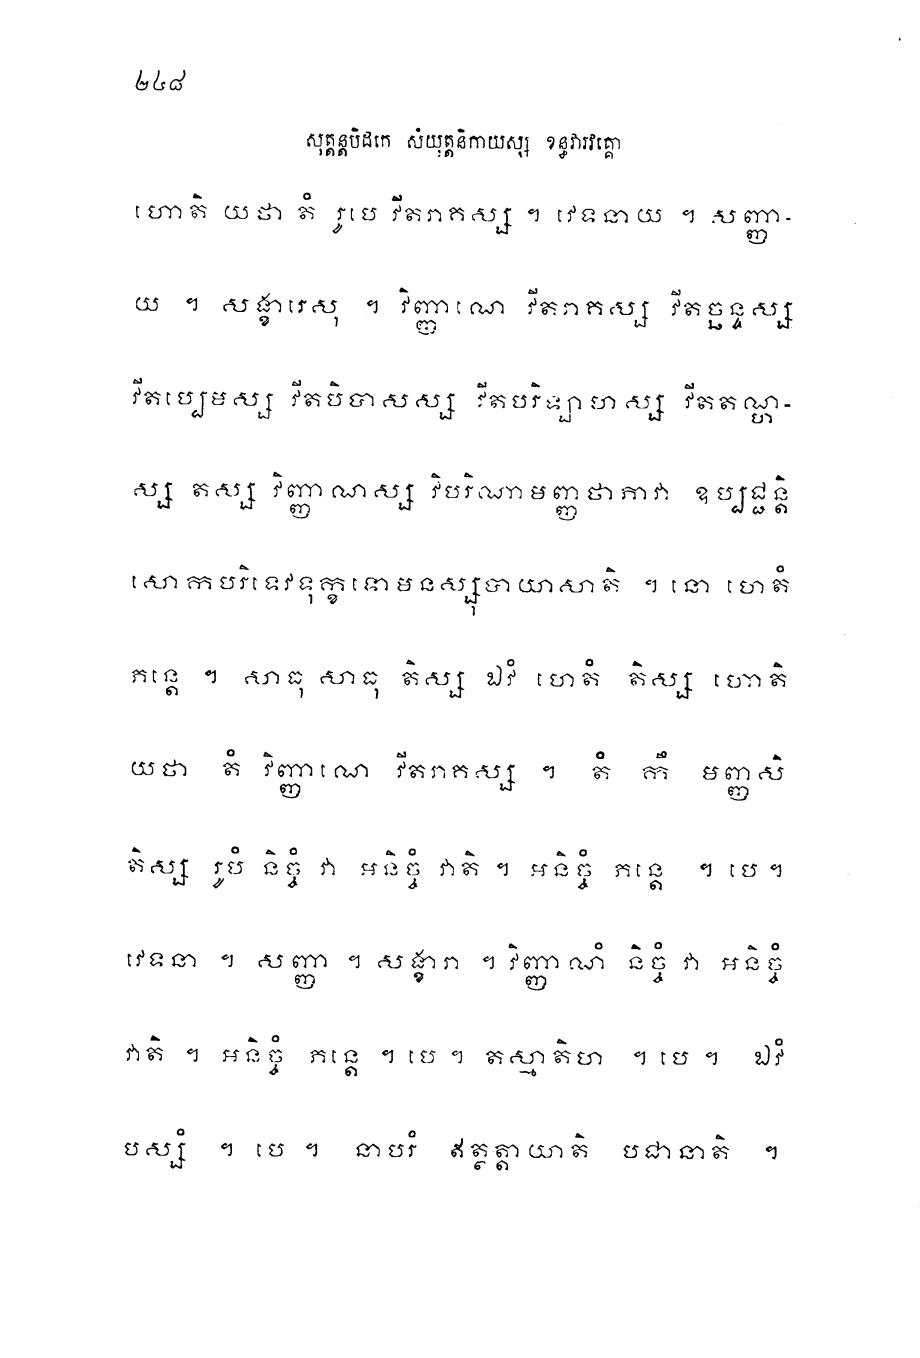 ២៤៨
សុត្តន្តបិដកេ សំយុត្តនិកាយស្ស ខន្ធវារវគ្គោ
ហោតិ យថា តំ រូបេ វីតរាគស្ស ។ វេទនាយ ។ សញ្ញា-
យ ។ សង្ខារេសុ ។ វិញ្ញាណេ វីតរាគស្ស វីតច្ឆន្ទស្ស
វីតប្បេមស្ស វីតបិបាសស្ស វីតបរិឡាហស្ស វីតតណ្ហ-
ស្ស តស្ស វិញ្ញាណស្ស វិបរិណាមញ្ញថាភាវា ឧប្បជ្ជន្តិ
សោកបរិទេវទុក្ខទោមនស្សុបាយាសាតិ ។ នោ ហេតំ
ភន្តេ ។ សាធុ សាធុ តិស្ស ឯវំ ហេតំ តិស្ស ហោតិ
យថា តំ វិញ្ញាណេ វីតរាគស្ស ។ តំ កឹ មញ្ញសិ
តិស្ស រូបំ និច្ចំ វា អនិច្ចំ វាតិ ។ អនិច្ចំ ភន្តេ ។ បេ ។
វេទនា ។ សញ្ញា ។ សង្ខារា ។ វិញ្ញាណំ និច្ចំ វា អនិច្ចំ
វាតិ ។ អនិច្ចំ ភន្តេ ។ បេ ។ តស្មាតិហ ។ បេ ។ ឯវំ
បស្សំ ។ បេ ។ នាបរំ ឥត្ថត្តាយាតិ បជានាតិ ។